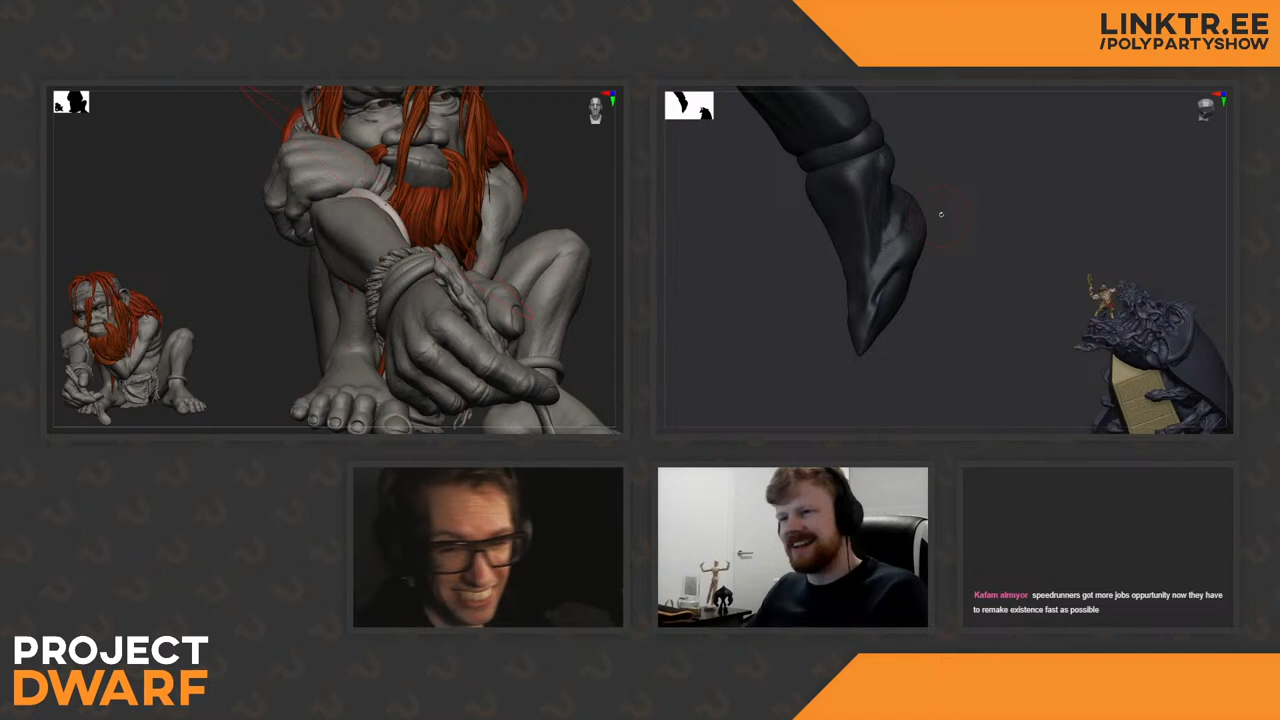 LINKTR.EE
/POLYPARTYSHOW
Kafam almıyor speedrunners got more jobs oppurtunity now they have
to remake existence fast as possible
PROJECT
DWARF